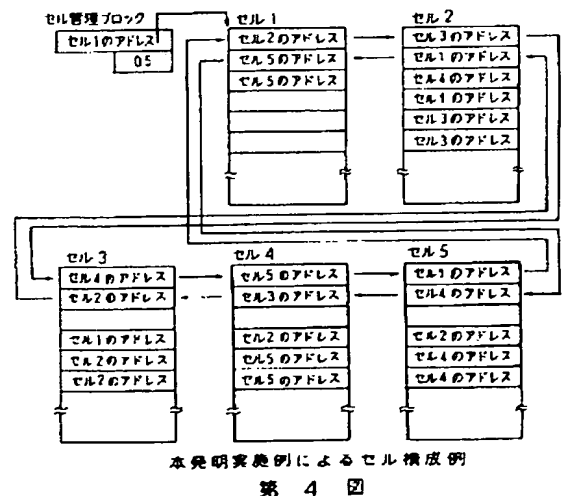 セル管理ブロック
セル1のアドレス
05
セル1
セル2のアドレス
セル5のアドレス
セル5のアドレス
セル2
セル3のアドレス
セル1のアドレス
セル4のアドレス
セル1のアドレス
セル3のアドレス
セル3のアドレス
セル3
セル4のアドレス
セル2のアドレス
セル1のアドレス
セル2のアドレス
セル2のアドレス
セル4
セル5のアドレス
セル3のアドレス
セル2のアドレス
セル5のアドレス
セル5のアドレス
セル5
セル1のアドレス
セル4のアドレス
セル2のアドレス
セル4のアドレス
セル4のアドレス
本発明実施例によるセル構成例
第4図